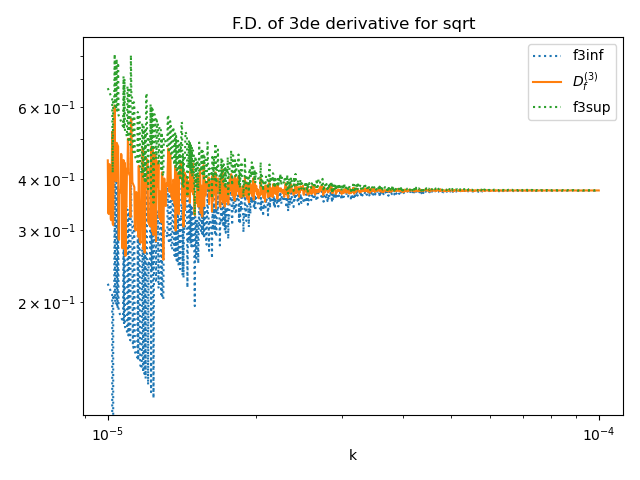 F.D. of 3de derivative for sqrt
f3inf
$D_f^{(3)}$
f3sup
6 × 10⁻¹
4 × 10⁻¹
3 × 10⁻¹
2 × 10⁻¹
10⁻⁵
10⁻⁴
k